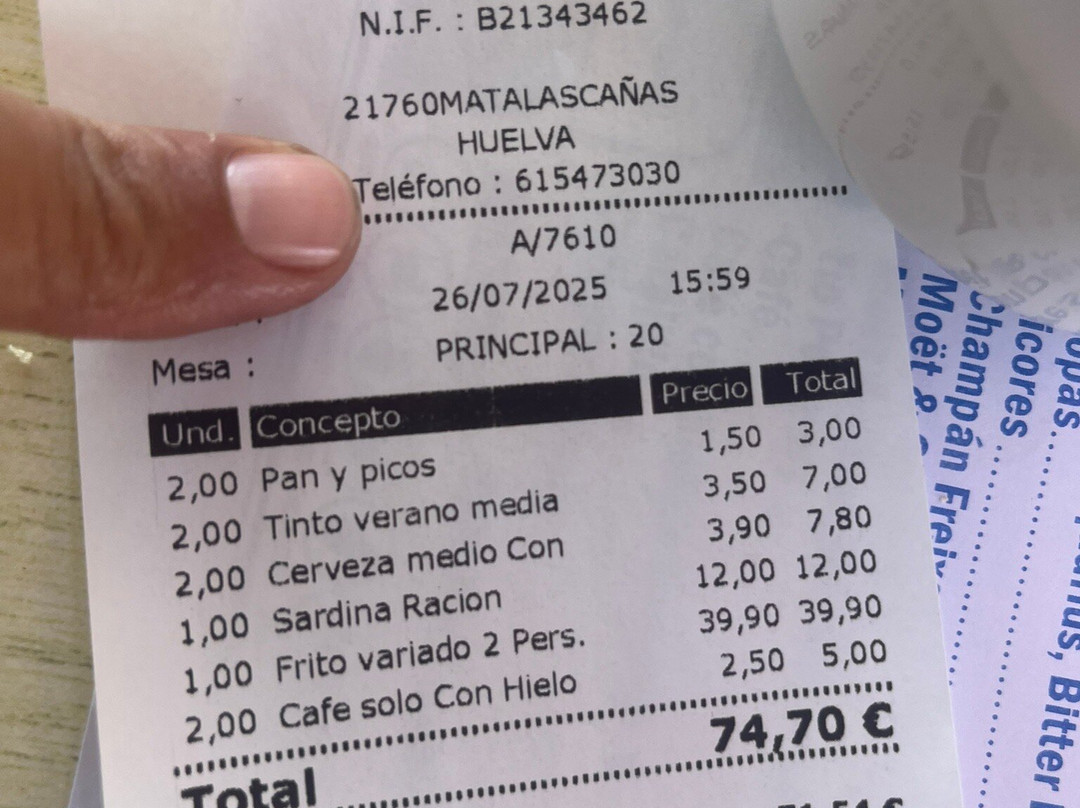 N.I.F. : B21343462
21760MATALASCAÑAS
HUELVA
Teléfono : 615473030
A/7610
26/07/2025 15:59
Mesa : PRINCIPAL : 20
Und. Concepto Precio Total
2,00 Pan y picos 1,50 3,00
2,00 Tinto verano media 3,50 7,00
2,00 Cerveza medio Con 3,90 7,80
1,00 Sardina Racion 12,00 12,00
1,00 Frito variado 2 Pers. 39,90 39,90
2,00 Cafe solo Con Hielo 2,50 5,00
Total 74,70 €
opas.
icores
Champán Freix
Moët &
Bitter